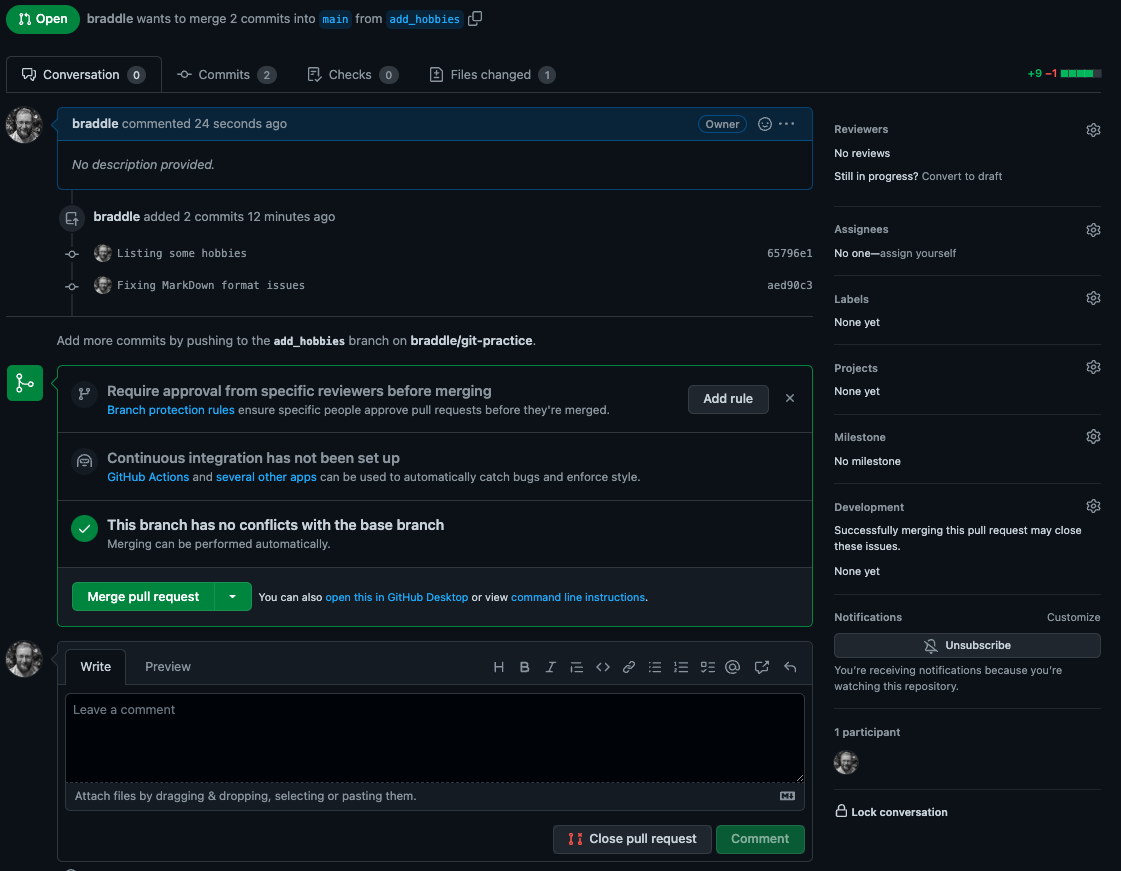 Open braddle wants to merge 2 commits into main from add_hobbies
Conversation 0 Commits 2 Checks 0 Files changed 1 +9 −1
braddle commented 24 seconds ago Owner
No description provided.
braddle added 2 commits 12 minutes ago
Listing some hobbies 65796e1
Fixing MarkDown format issues aed90c3
Add more commits by pushing to the add_hobbies branch on braddle/git-practice.
Require approval from specific reviewers before merging
Branch protection rules ensure specific people approve pull requests before they're merged.
Add rule
Continuous integration has not been set up
GitHub Actions and several other apps can be used to automatically catch bugs and enforce style.
This branch has no conflicts with the base branch
Merging can be performed automatically.
Merge pull request You can also open this in GitHub Desktop or view command line instructions.
Write Preview
H B I
Leave a comment
Attach files by dragging & dropping, selecting or pasting them.
Close pull request Comment
Reviewers
No reviews
Still in progress? Convert to draft
Assignees
No one—assign yourself
Labels
None yet
Projects
None yet
Milestone
No milestone
Development
Successfully merging this pull request may close
these issues.
None yet
Notifications Customize
Unsubscribe
You're receiving notifications because you're
watching this repository.
1 participant
Lock conversation